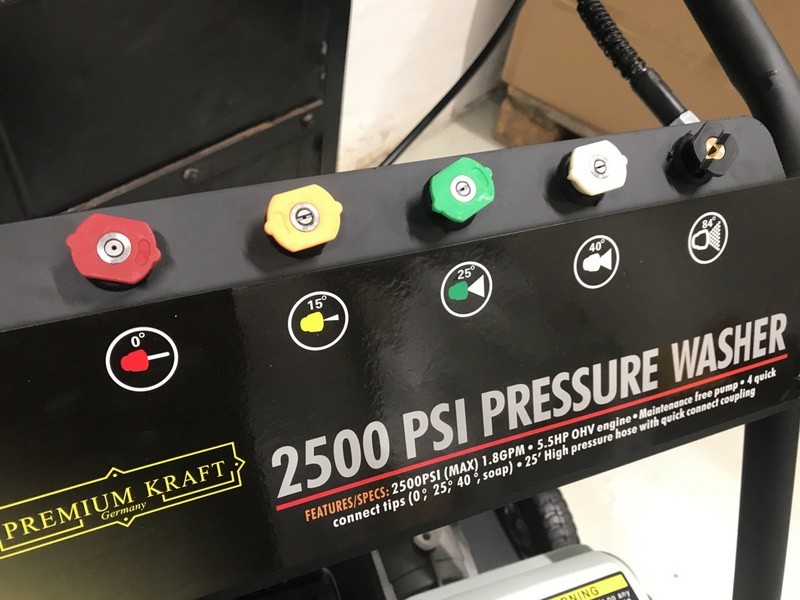 84°
40°
25°
15°
0°
2500 PSI PRESSURE WASHER
FEATURES/SPECS: 2500PSI (MAX) 1.8GPM • 5.5HP OHV engine • Maintenance free pump • 4 quick
connect tips (0°, 25°, 40°, soap) • 25' High pressure hose with quick connect coupling
PREMIUM KRAFT
Germany